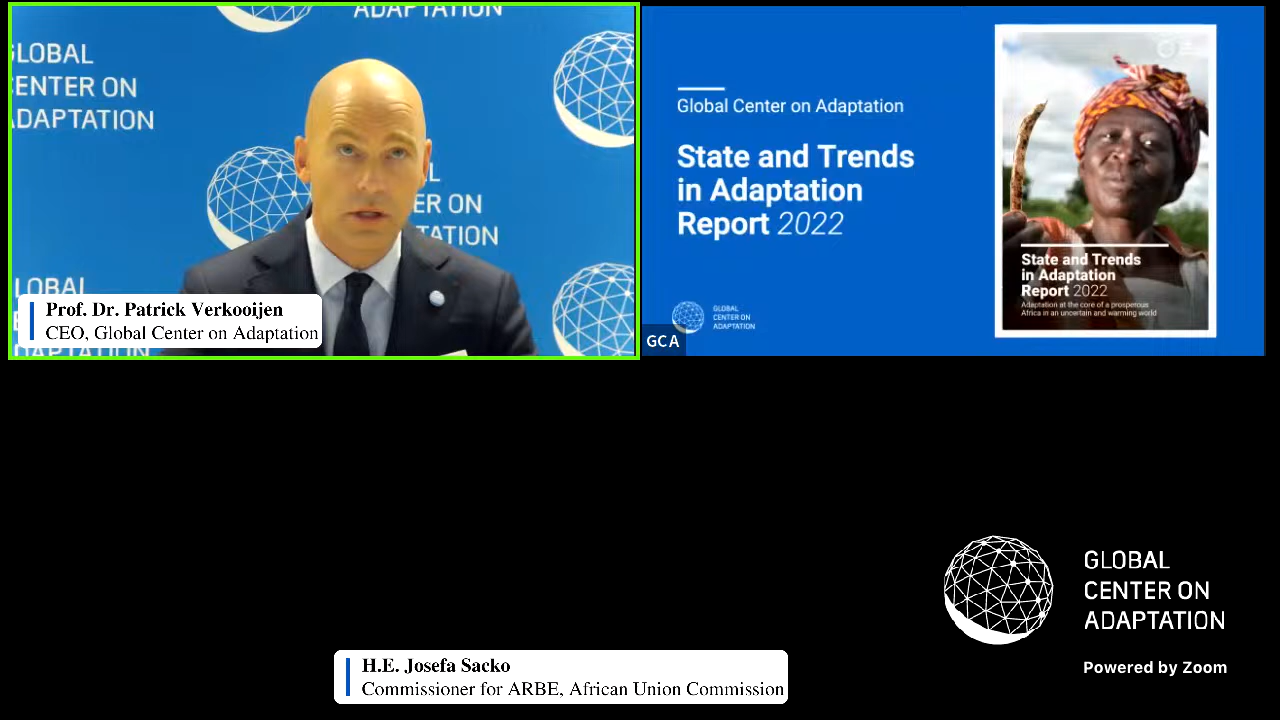 ADAPTATION
GLOBAL
CENTER ON
ADAPTATION
ER ON
TATION
LOBAL
Prof. Dr. Patrick Verkooijen
CEO, Global Center on Adaptation
Global Center on Adaptation
State and Trends
in Adaptation
Report 2022
State and Trends
in Adaptation
Report 2022
Adaptation at the core of a prosperous
Africa in an uncertain and warming world
GLOBAL
CENTER ON
ADAPTATION
GCA
GLOBAL
CENTER ON
ADAPTATION
Powered by Zoom
H.E. Josefa Sacko
Commissioner for ARBE, African Union Commission